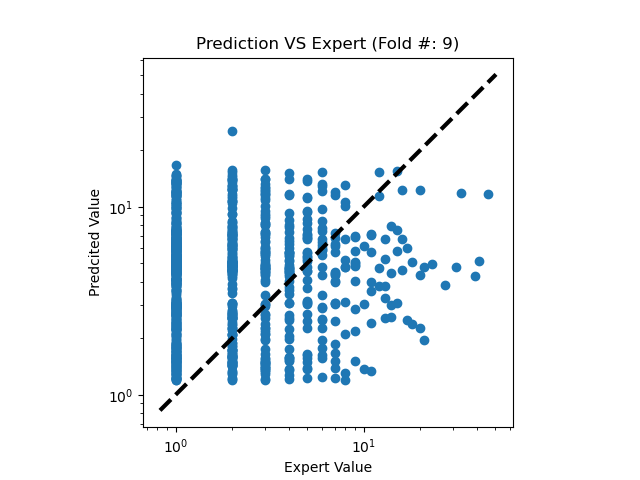 Prediction VS Expert (Fold #: 9)
Predcited Value
10¹
10⁰
10⁰
10¹
Expert Value